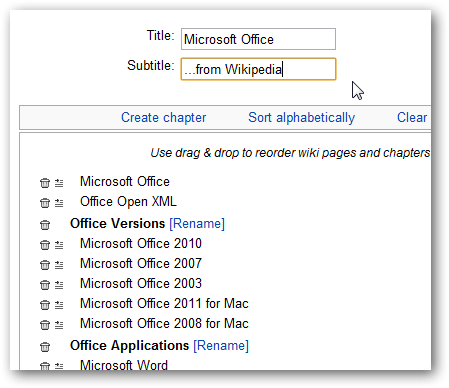 Title: Microsoft Office
Subtitle: ...from Wikipedia
Create chapter Sort alphabetically Clear
Use drag & drop to reorder wiki pages and chapters
Microsoft Office
Office Open XML
Office Versions [Rename]
Microsoft Office 2010
Microsoft Office 2007
Microsoft Office 2003
Microsoft Office 2011 for Mac
Microsoft Office 2008 for Mac
Office Applications [Rename]
Microsoft Word